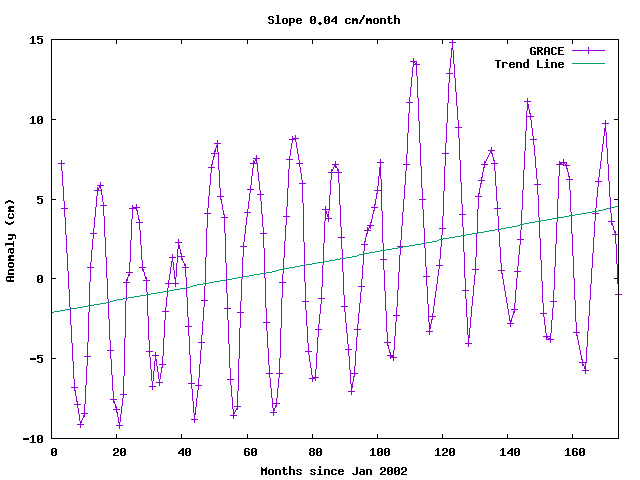 Slope 0.04 cm/month
GRACE
Trend Line
15
10
5
0
-5
-10
Anomaly (cm)
0 20 40 60 80 100 120 140 160
Months since Jan 2002